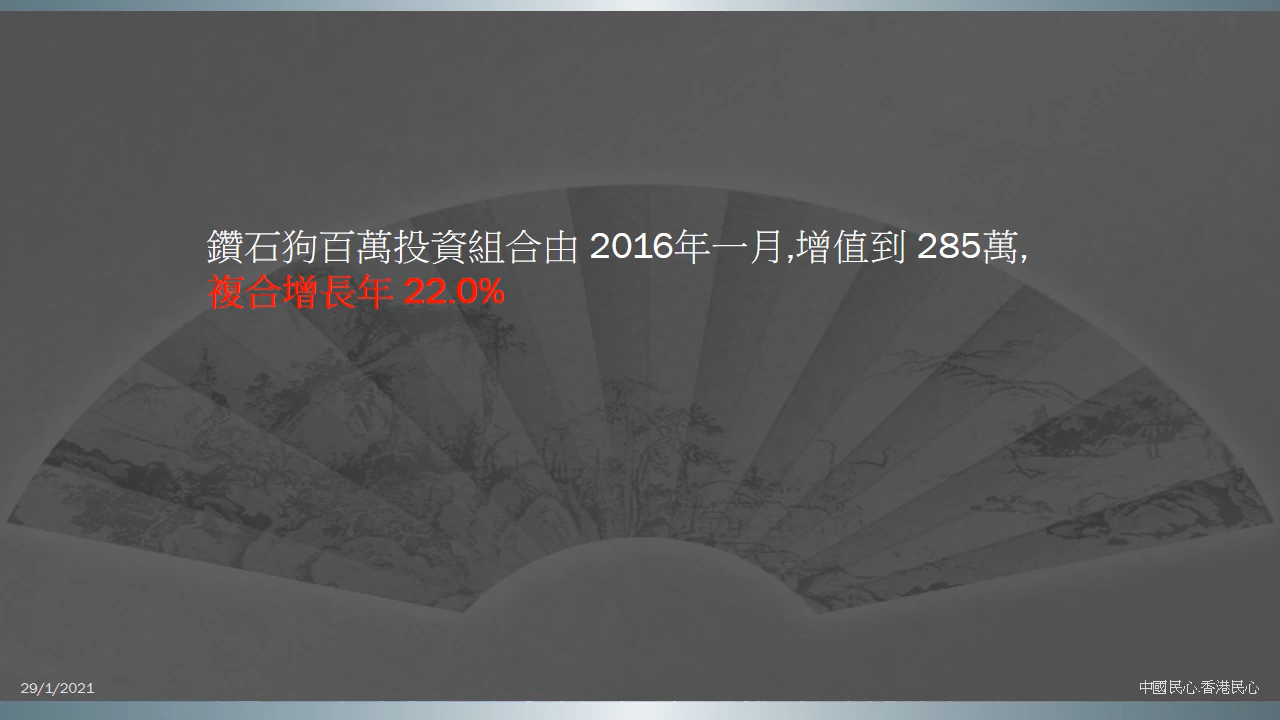 鑽石狗百萬投資組合由 2016年一月,增值到 285萬,
複合增長年 22.0%
29/1/2021
中國民心.香港民心